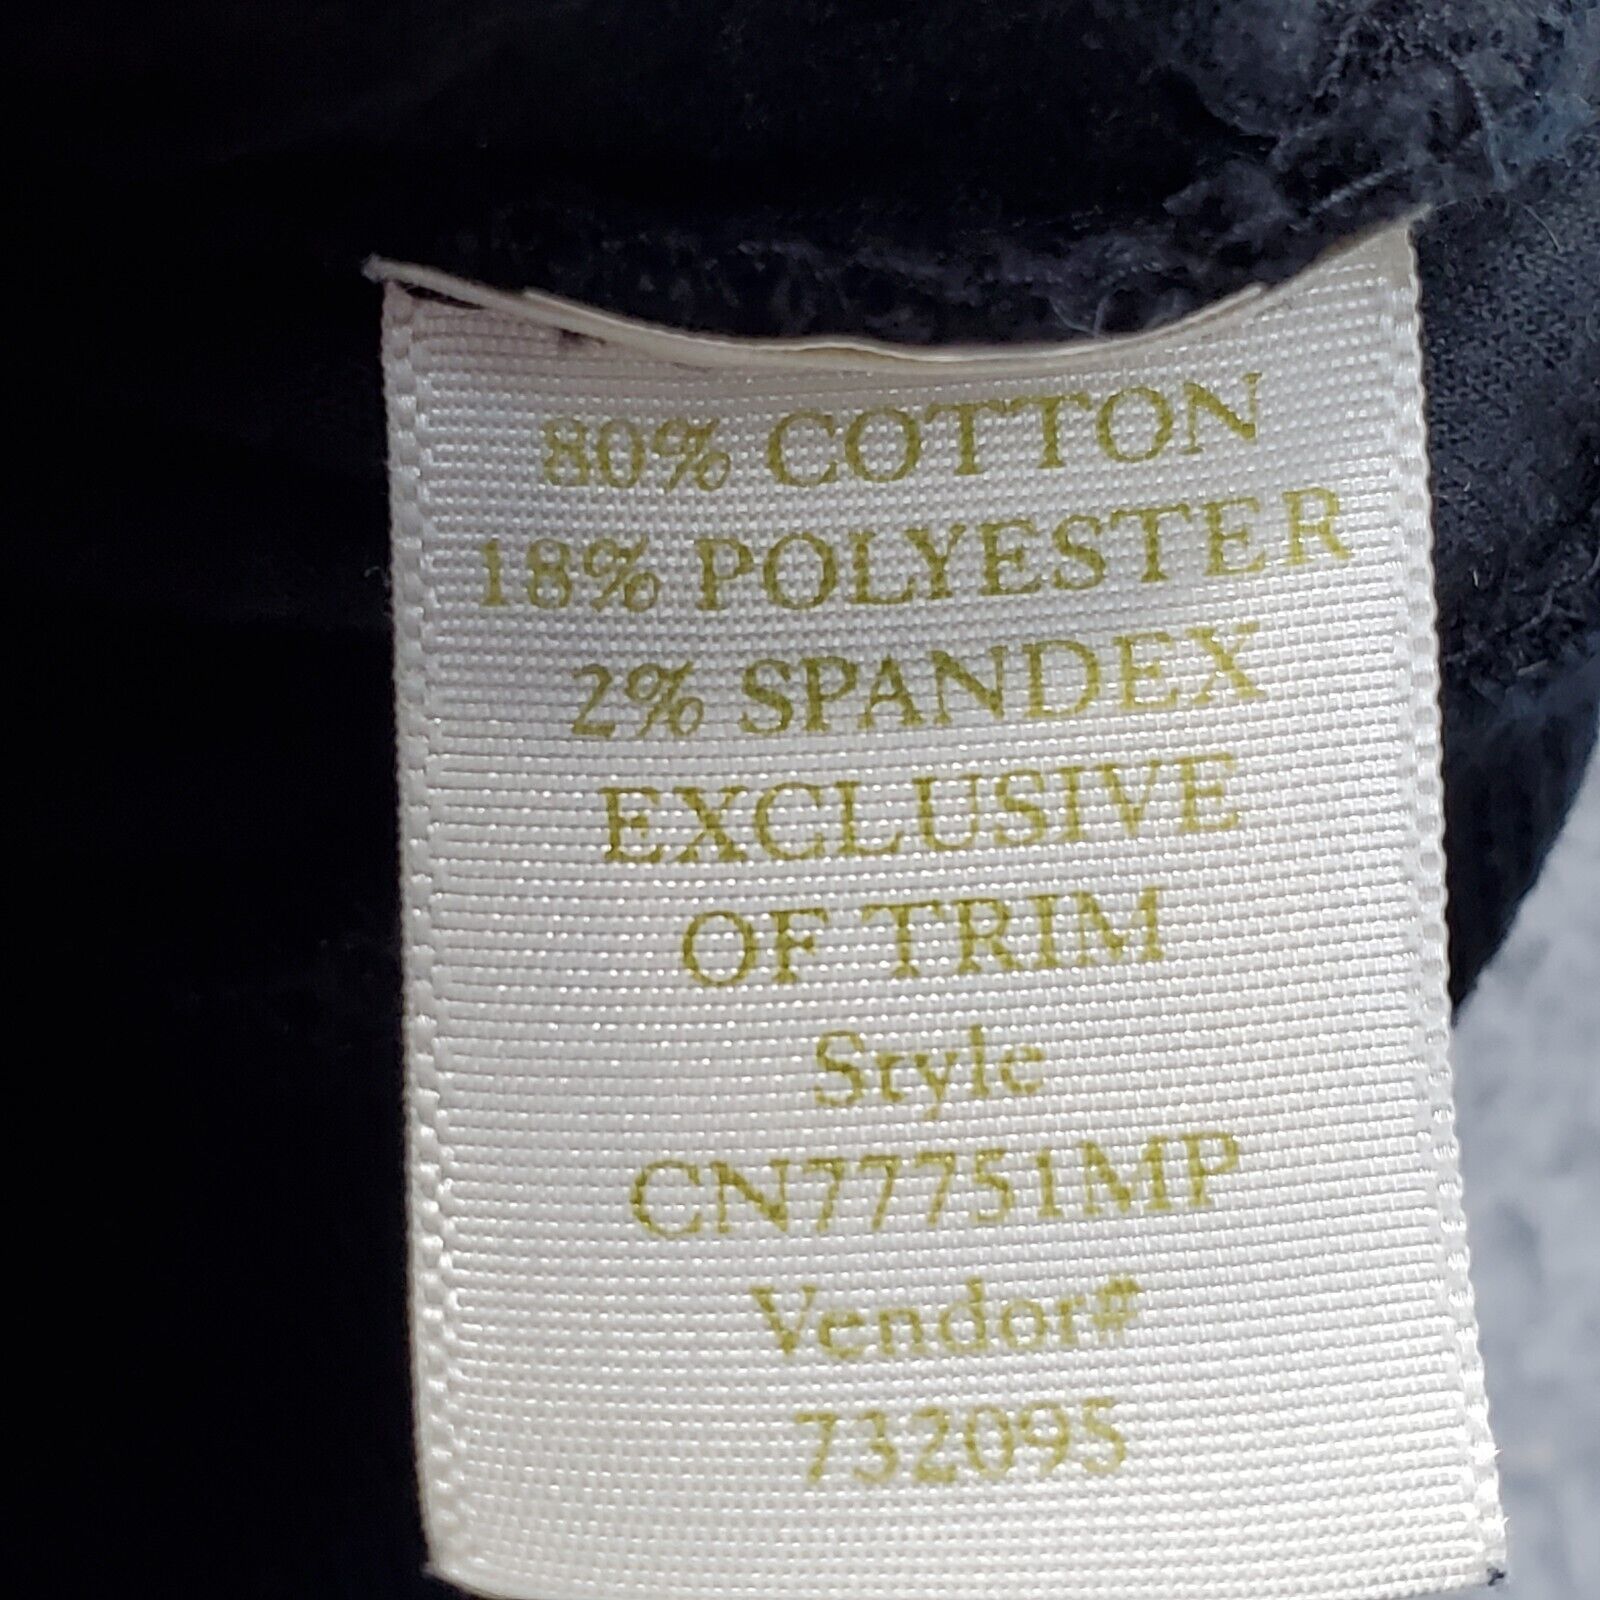 80% COTTON
18% POLYESTER
2% SPANDEX
EXCLUSIVE
OF TRIM
Style
CN77751MP
Vendor#
732095